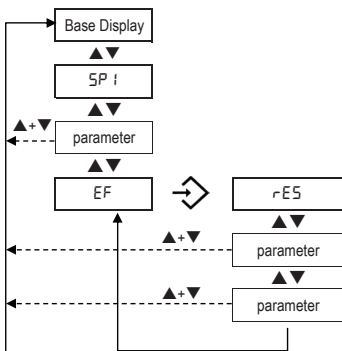 Base Display
▲▼
SP1
▲▼
▲+▼
parameter
▲▼
EF
rES
▲▼
▲+▼
parameter
▲▼
▲+▼
parameter